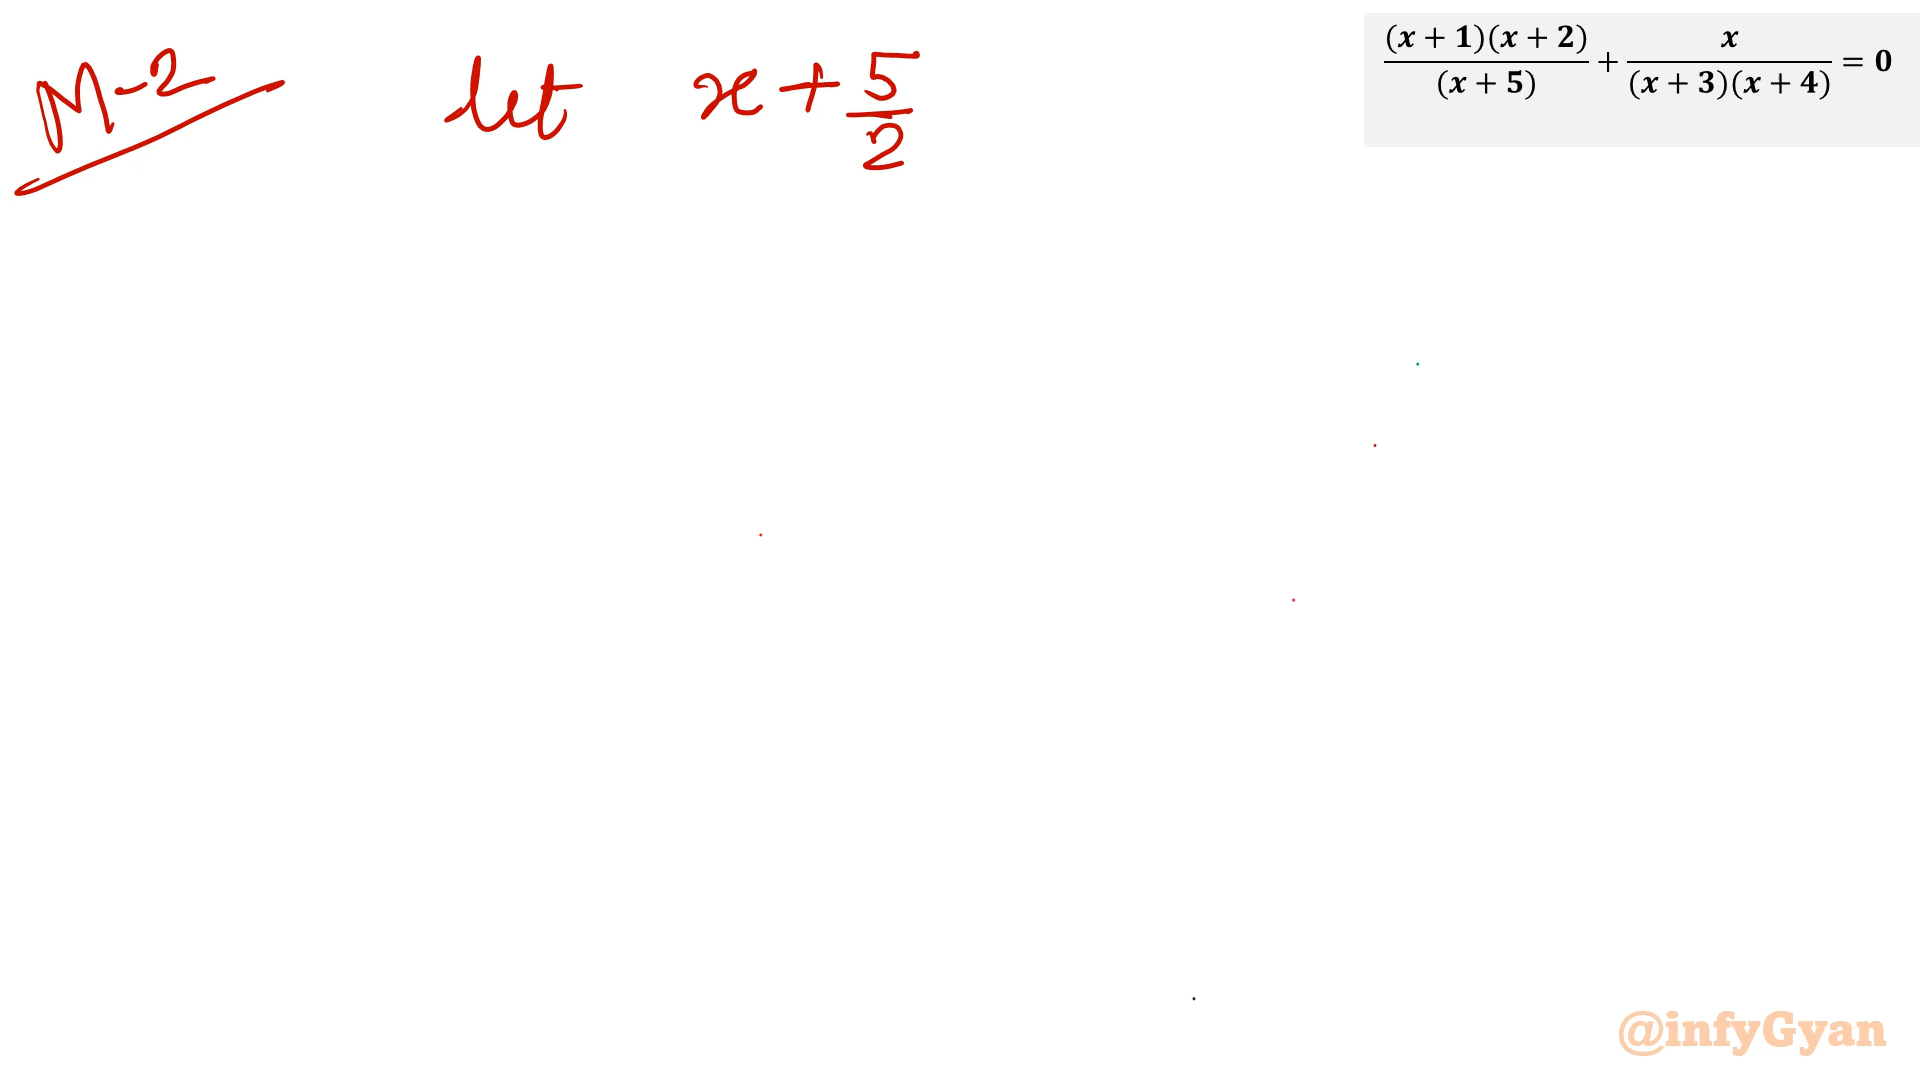 M-2 let x + 5/2
(x + 1)(x + 2)/(x + 5) + x/(x + 3)(x + 4) = 0
@infyGyan